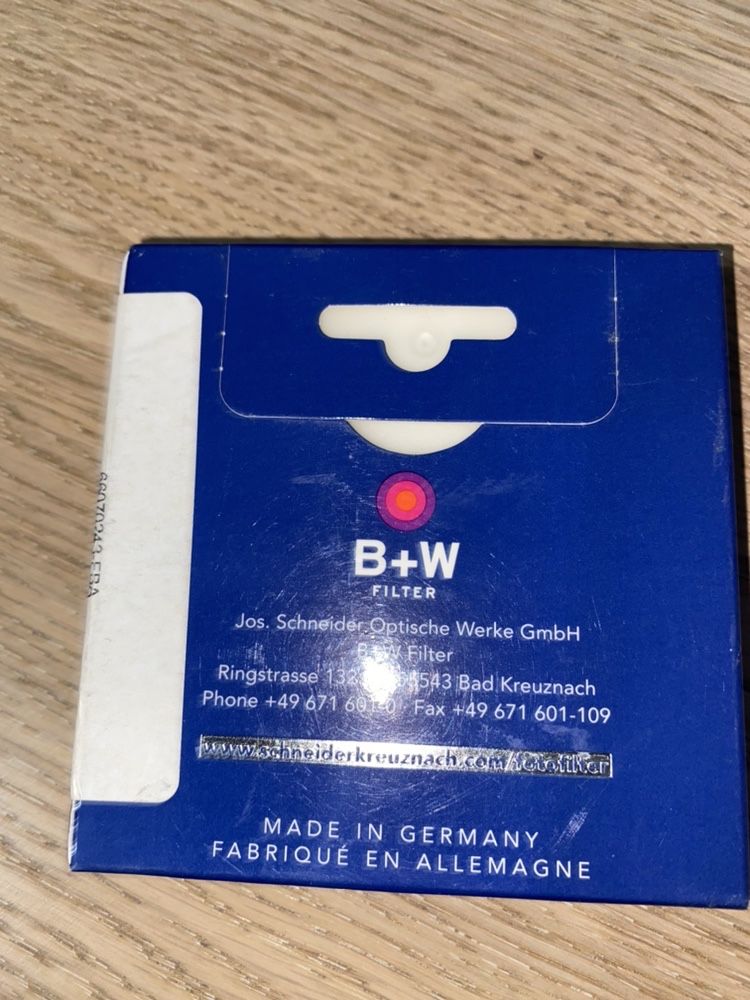 B+W
FILTER
Jos. Schneider Optische Werke GmbH
B+W Filter
Ringstrasse Bad Kreuznach
Phone +49 671 Fax +49 671 601-109
www.schneiderkreuznach.com/fotofilter
MADE IN GERMANY
FABRIQUÉ EN ALLEMAGNE